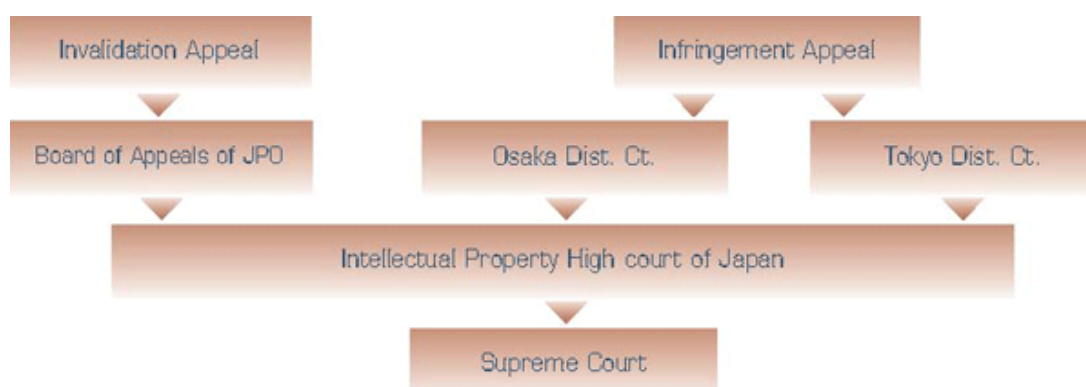 Invalidation Appeal
Infringement Appeal
Board of Appeals of JPO
Osaka Dist. Ct.
Tokyo Dist. Ct.
Intellectual Property High court of Japan
Supreme Court